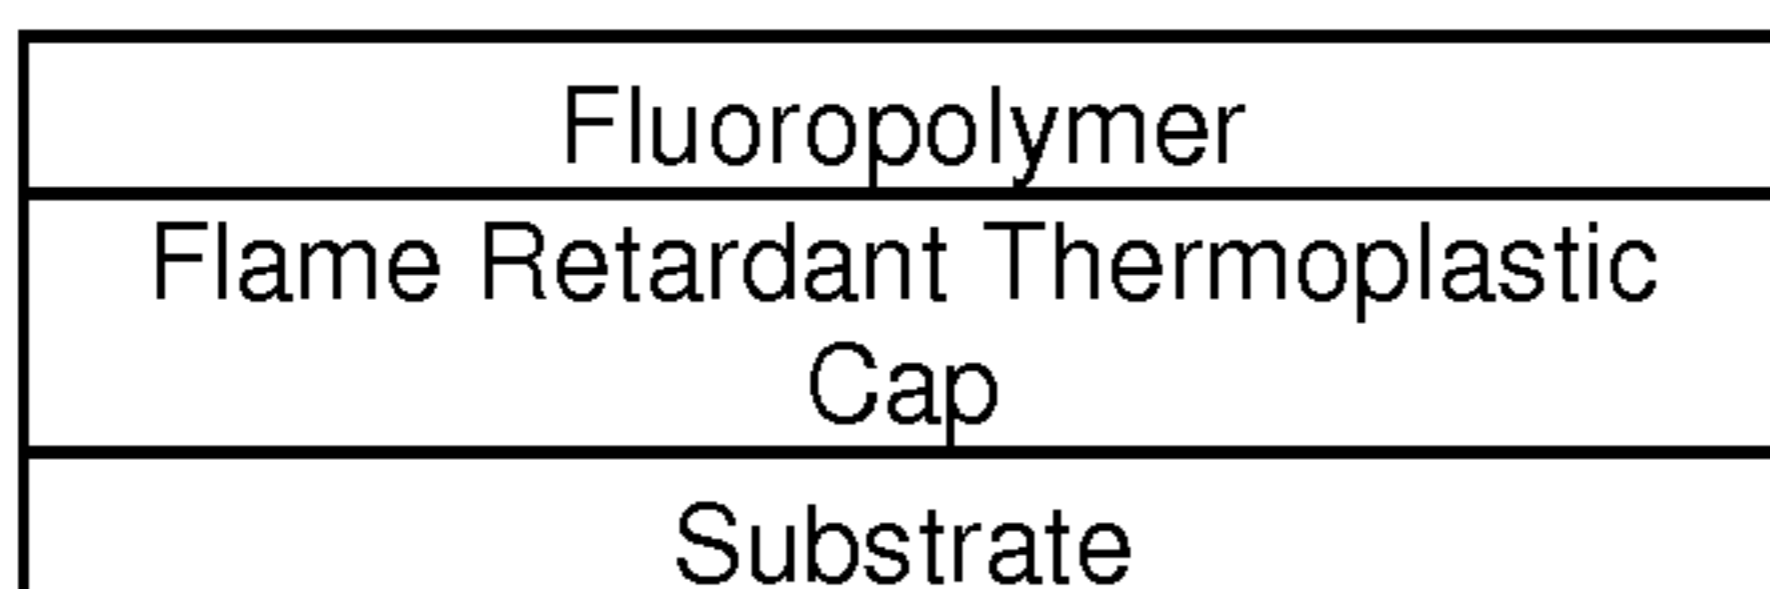 Fluoropolymer
Flame Retardant Thermoplastic
Cap
Substrate